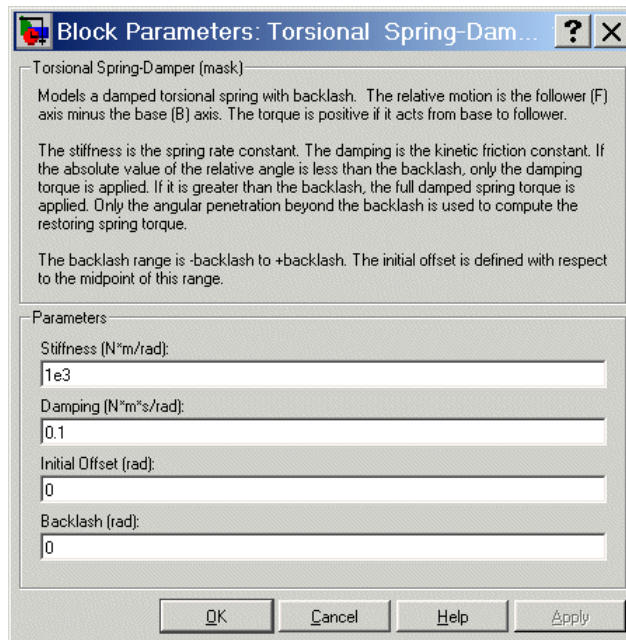 Block Parameters: Torsional Spring-Dam... ? X
Torsional Spring-Damper (mask)
Models a damped torsional spring with backlash. The relative motion is the follower (F)
axis minus the base (B) axis. The torque is positive if it acts from base to follower.
The stiffness is the spring rate constant. The damping is the kinetic friction constant. If
the absolute value of the relative angle is less than the backlash, only the damping
torque is applied. If it is greater than the backlash, the full damped spring torque is
applied. Only the angular penetration beyond the backlash is used to compute the
restoring spring torque.
The backlash range is -backlash to +backlash. The initial offset is defined with respect
to the midpoint of this range.
Parameters
Stiffness (N*m/rad):
1e3
Damping (N*m*s/rad):
0.1
Initial Offset (rad):
0
Backlash (rad):
0
OK Cancel Help Apply